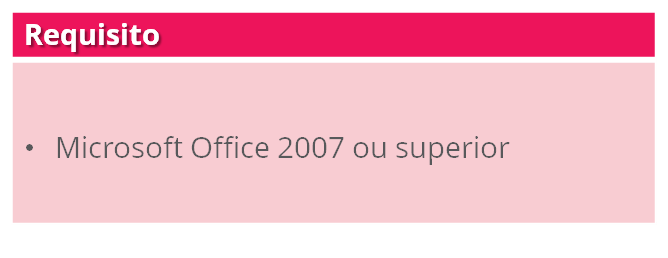 Requisito
• Microsoft Office 2007 ou superior